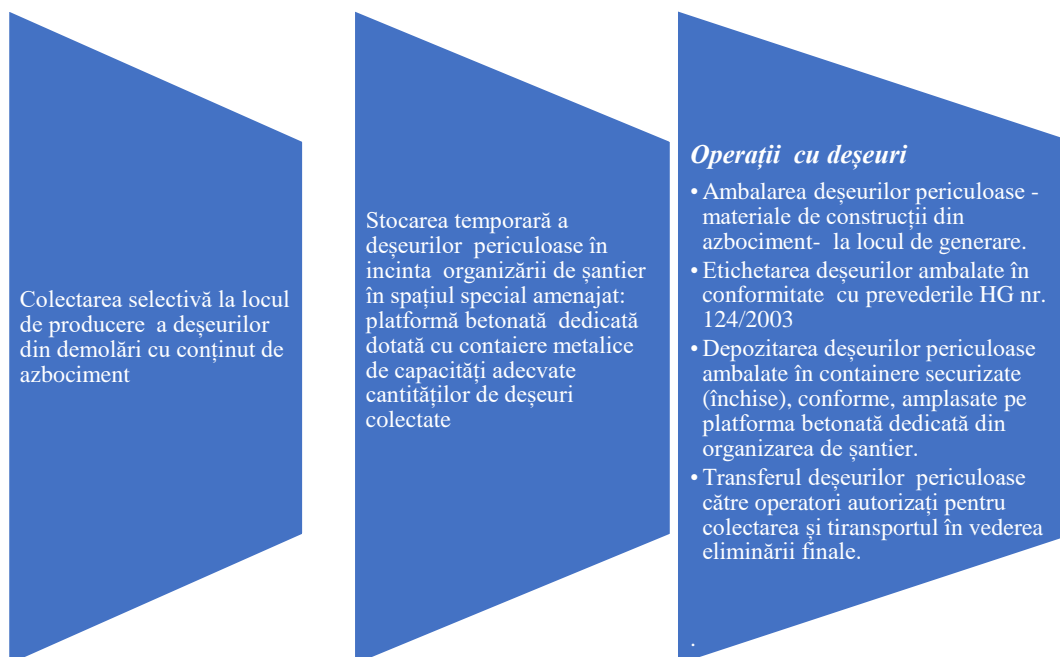 Colectarea selectivă la locul
de producere a deșeurilor
din demolări cu conținut de
azbociment
Stocarea temporară a
deșeurilor periculoase în
incinta organizării de șantier
în spațiul special amenajat:
platformă betonată dedicată
dotată cu contaiere metalice
de capacități adecvate
cantităților de deșeuri
colectate
Operații cu deșeuri
• Ambalarea deșeurilor periculoase -
materiale de construcții din
azbociment- la locul de generare.
• Etichetarea deșeurilor ambalate în
conformitate cu prevederile HG nr.
124/2003
• Depozitarea deșeurilor periculoase
ambalate în containere securizate
(închise), conforme, amplasate pe
platforma betonată dedicată din
organizarea de șantier.
• Transferul deșeurilor periculoase
către operatori autorizați pentru
colectarea și tiransportul în vederea
eliminării finale.
.